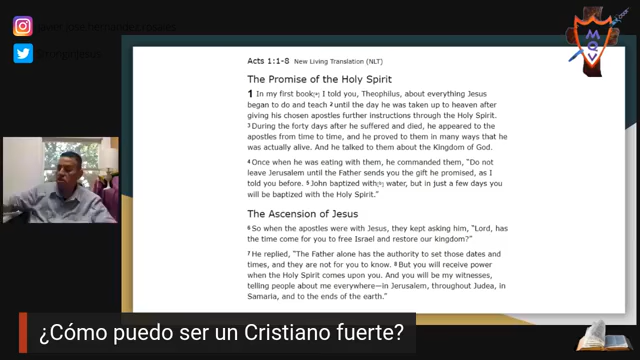 javier jose hernandez rosales
MQV
Acts 1:1-8 New Living Translation (NLT)
The Promise of the Holy Spirit
1 In my first book[a] I told you, Theophilus, about everything Jesus
began to do and teach 2 until the day he was taken up to heaven after
giving his chosen apostles further instructions through the Holy Spirit.
3 During the forty days after he suffered and died, he appeared to the
apostles from time to time, and he proved to them in many ways that he
was actually alive. And he talked to them about the Kingdom of God.
4 Once when he was eating with them, he commanded them, “Do not
leave Jerusalem until the Father sends you the gift he promised, as I
told you before. 5 John baptized with[b] water, but in just a few days you
will be baptized with the Holy Spirit.”
The Ascension of Jesus
6 So when the apostles were with Jesus, they kept asking him, “Lord, has
the time come for you to free Israel and restore our kingdom?”
7 He replied, “The Father alone has the authority to set those dates and
times, and they are not for you to know. 8 But you will receive power
when the Holy Spirit comes upon you. And you will be my witnesses,
telling people about me everywhere—in Jerusalem, throughout Judea, in
Samaria, and to the ends of the earth.”
¿Cómo puedo ser un Cristiano fuerte?